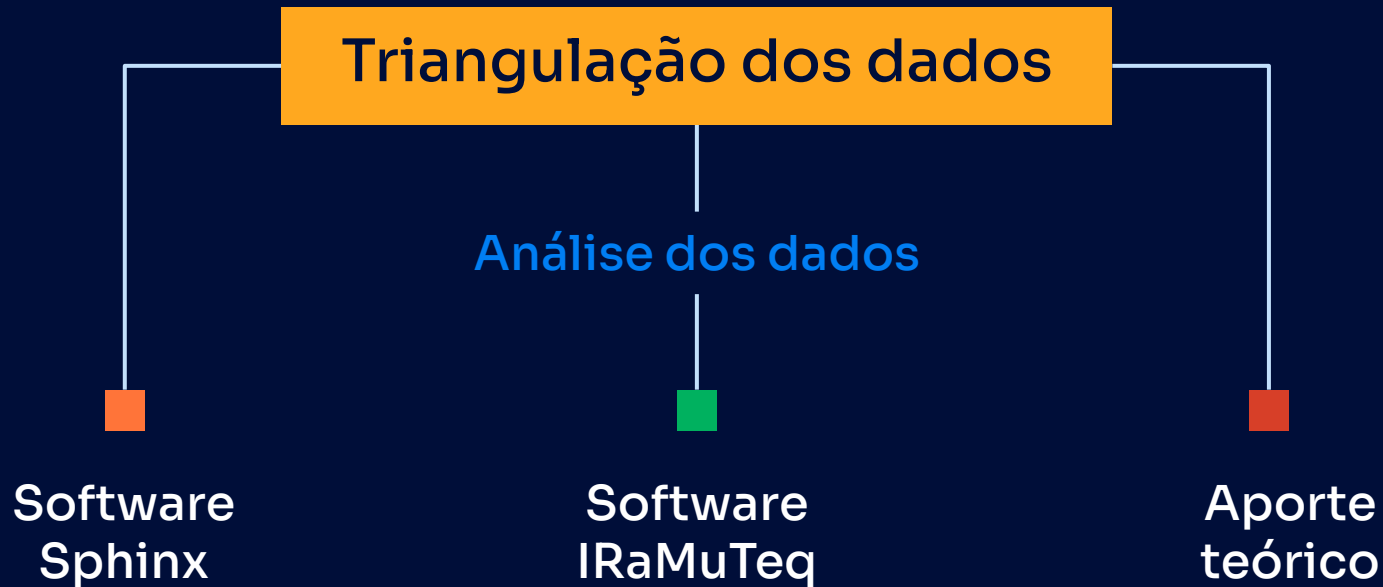 Triangulação dos dados
Análise dos dados
Software
Sphinx
Software
IRaMuTeq
Aporte
teórico